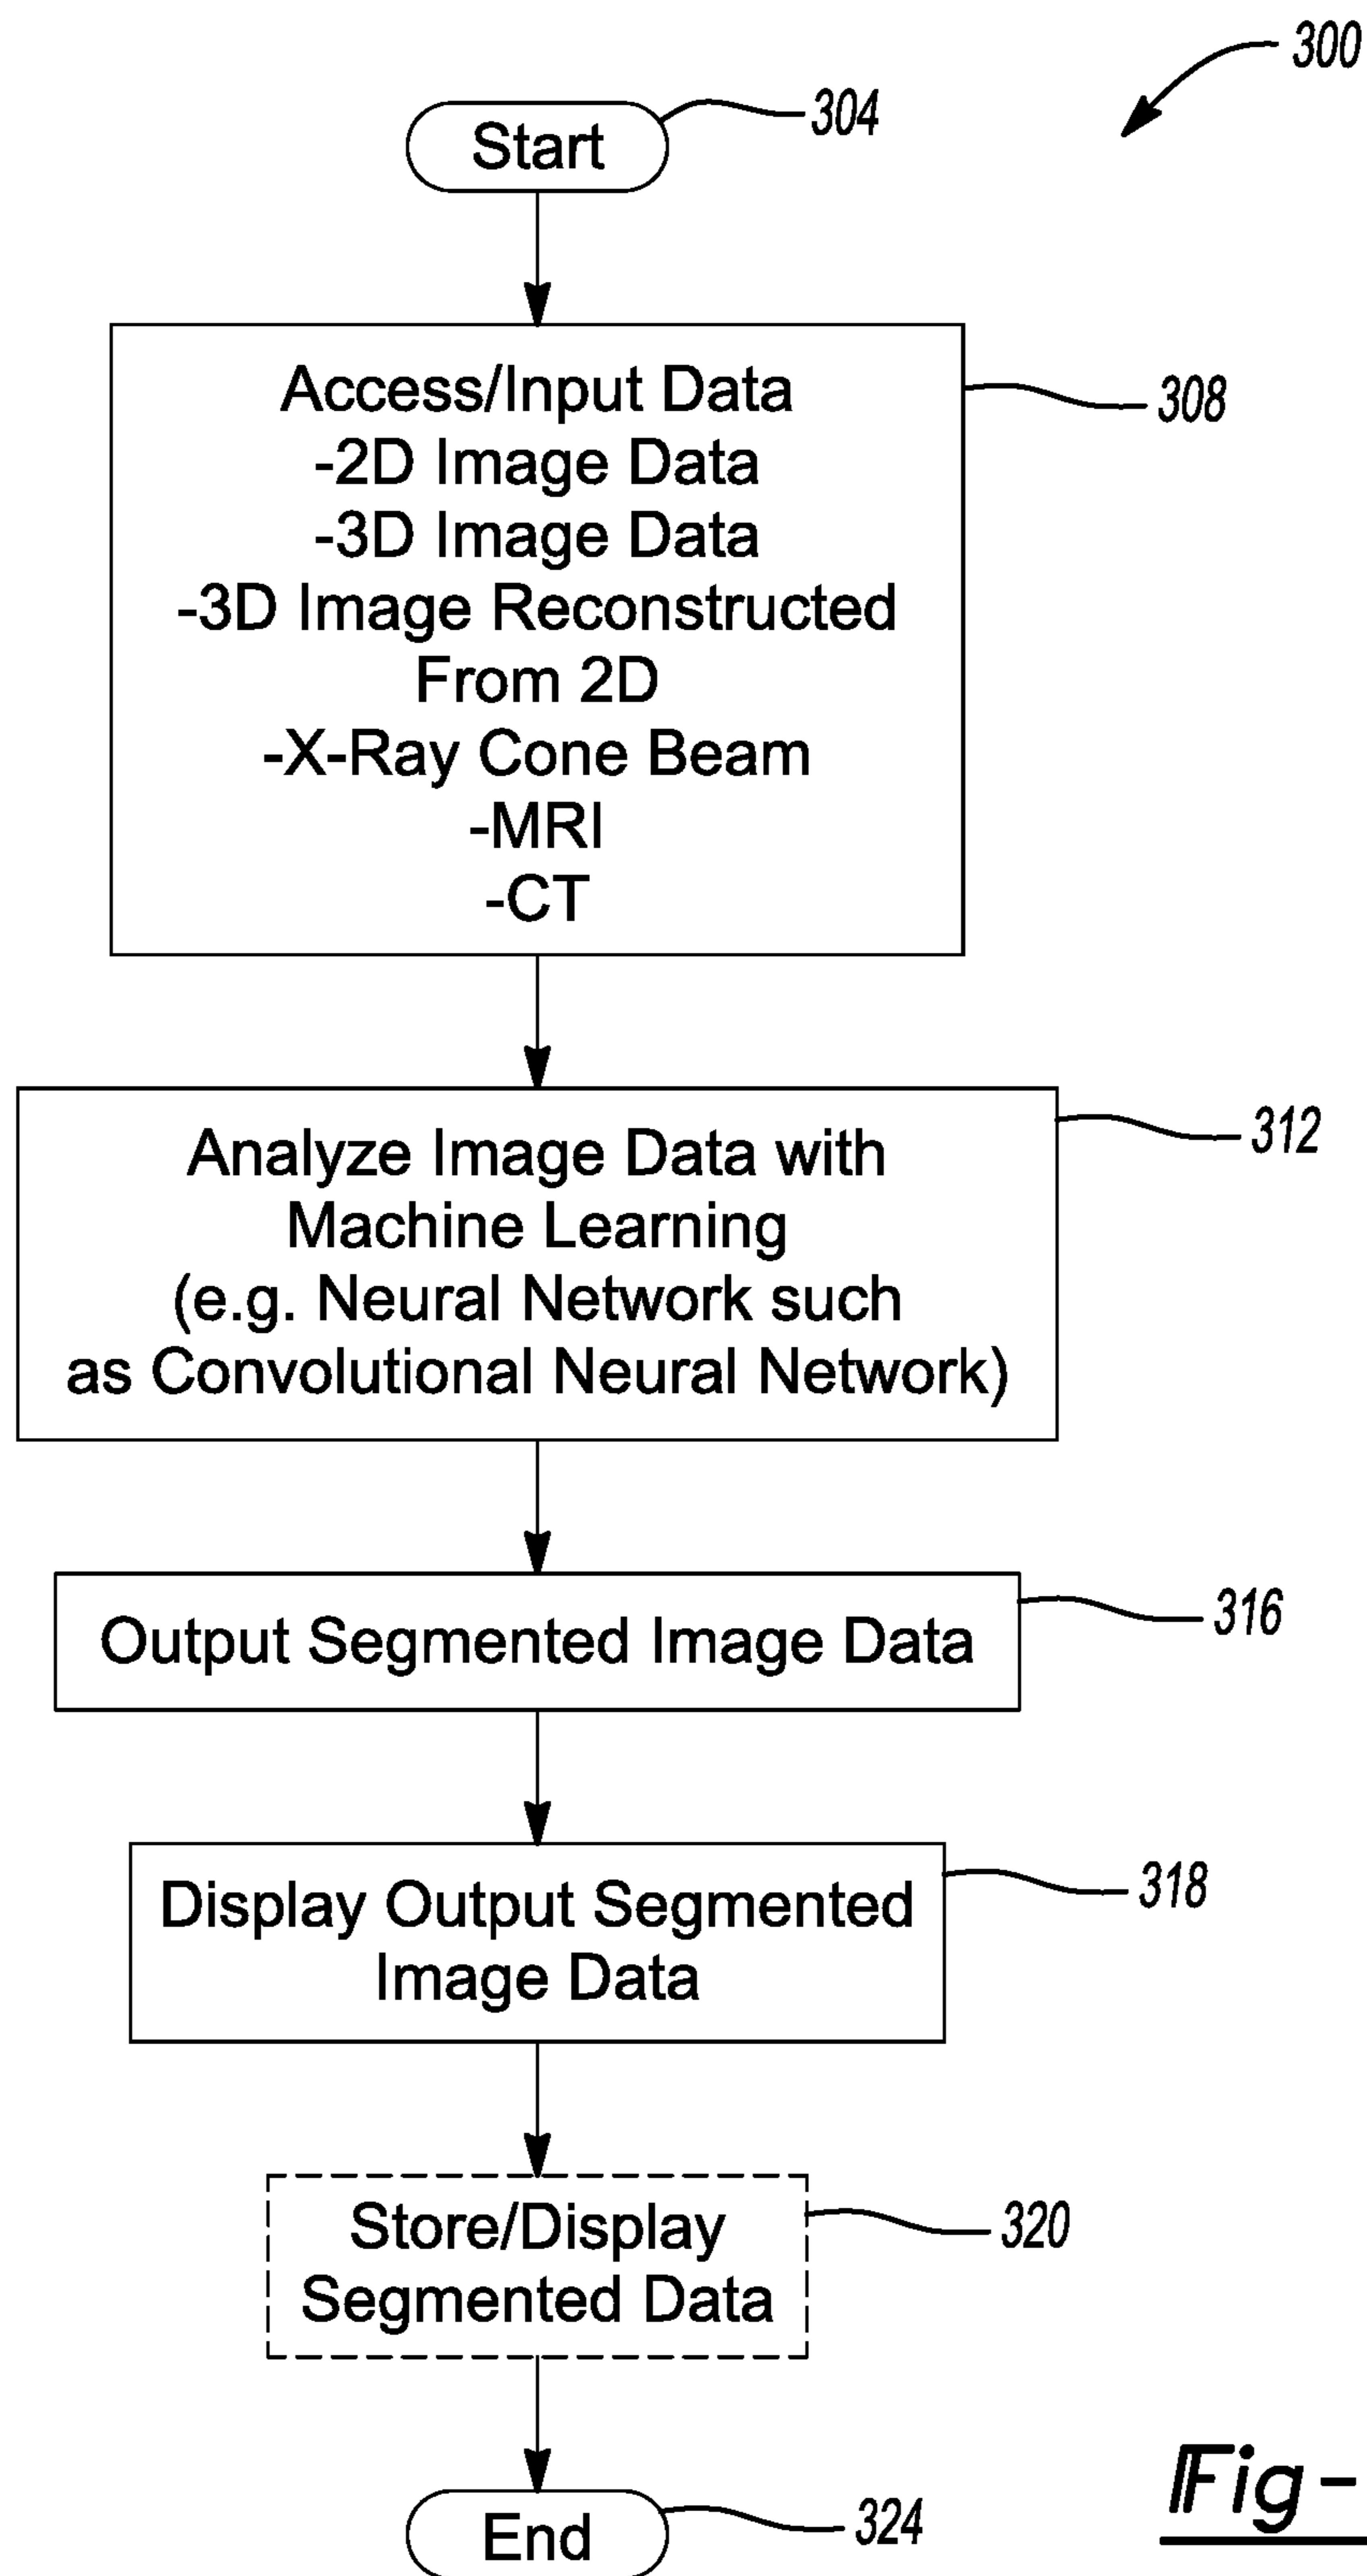 300
Start
304
Access/Input Data
-2D Image Data
-3D Image Data
-3D Image Reconstructed
From 2D
-X-Ray Cone Beam
-MRI
-CT
308
Analyze Image Data with
Machine Learning
(e.g. Neural Network such
as Convolutional Neural Network)
312
Output Segmented Image Data
316
Display Output Segmented
Image Data
318
Store/Display
Segmented Data
320
End
324
Fig-